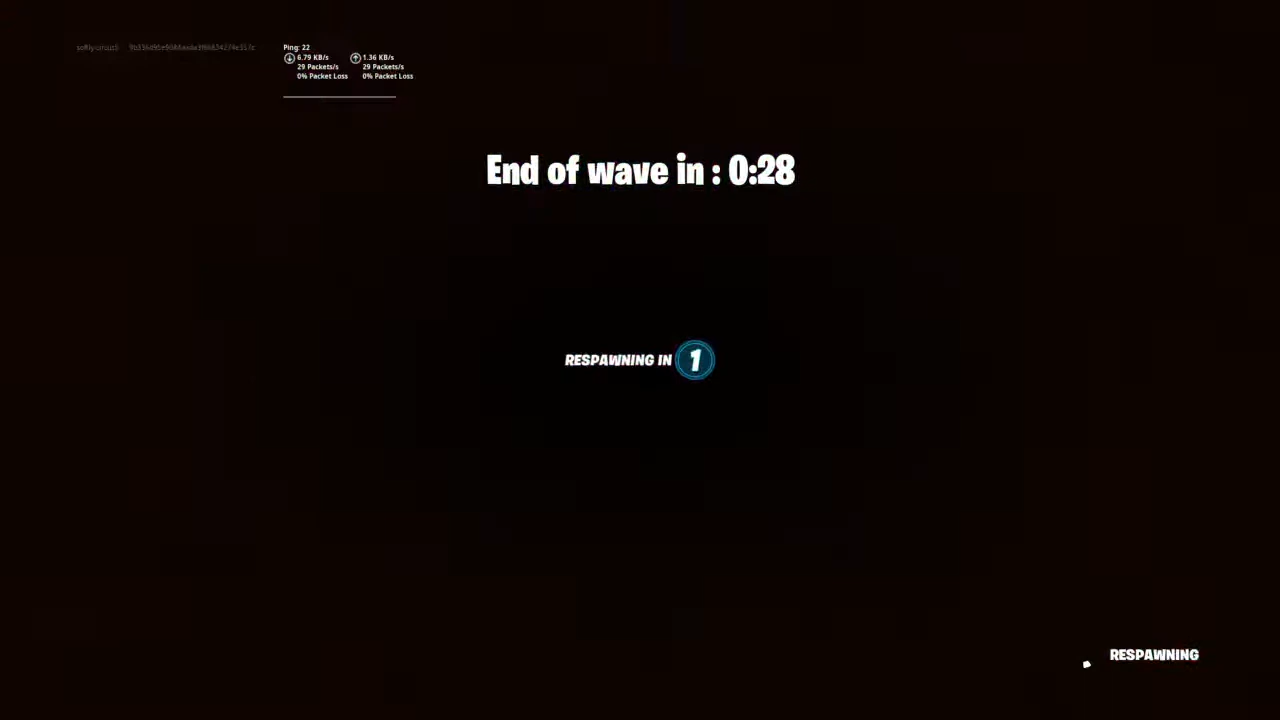 Ping: 22
6.79 KB/s 1.36 KB/s
29 Packets/s 29 Packets/s
0% Packet Loss 0% Packet Loss
End of wave in : 0:28
RESPAWNING IN 1
RESPAWNING